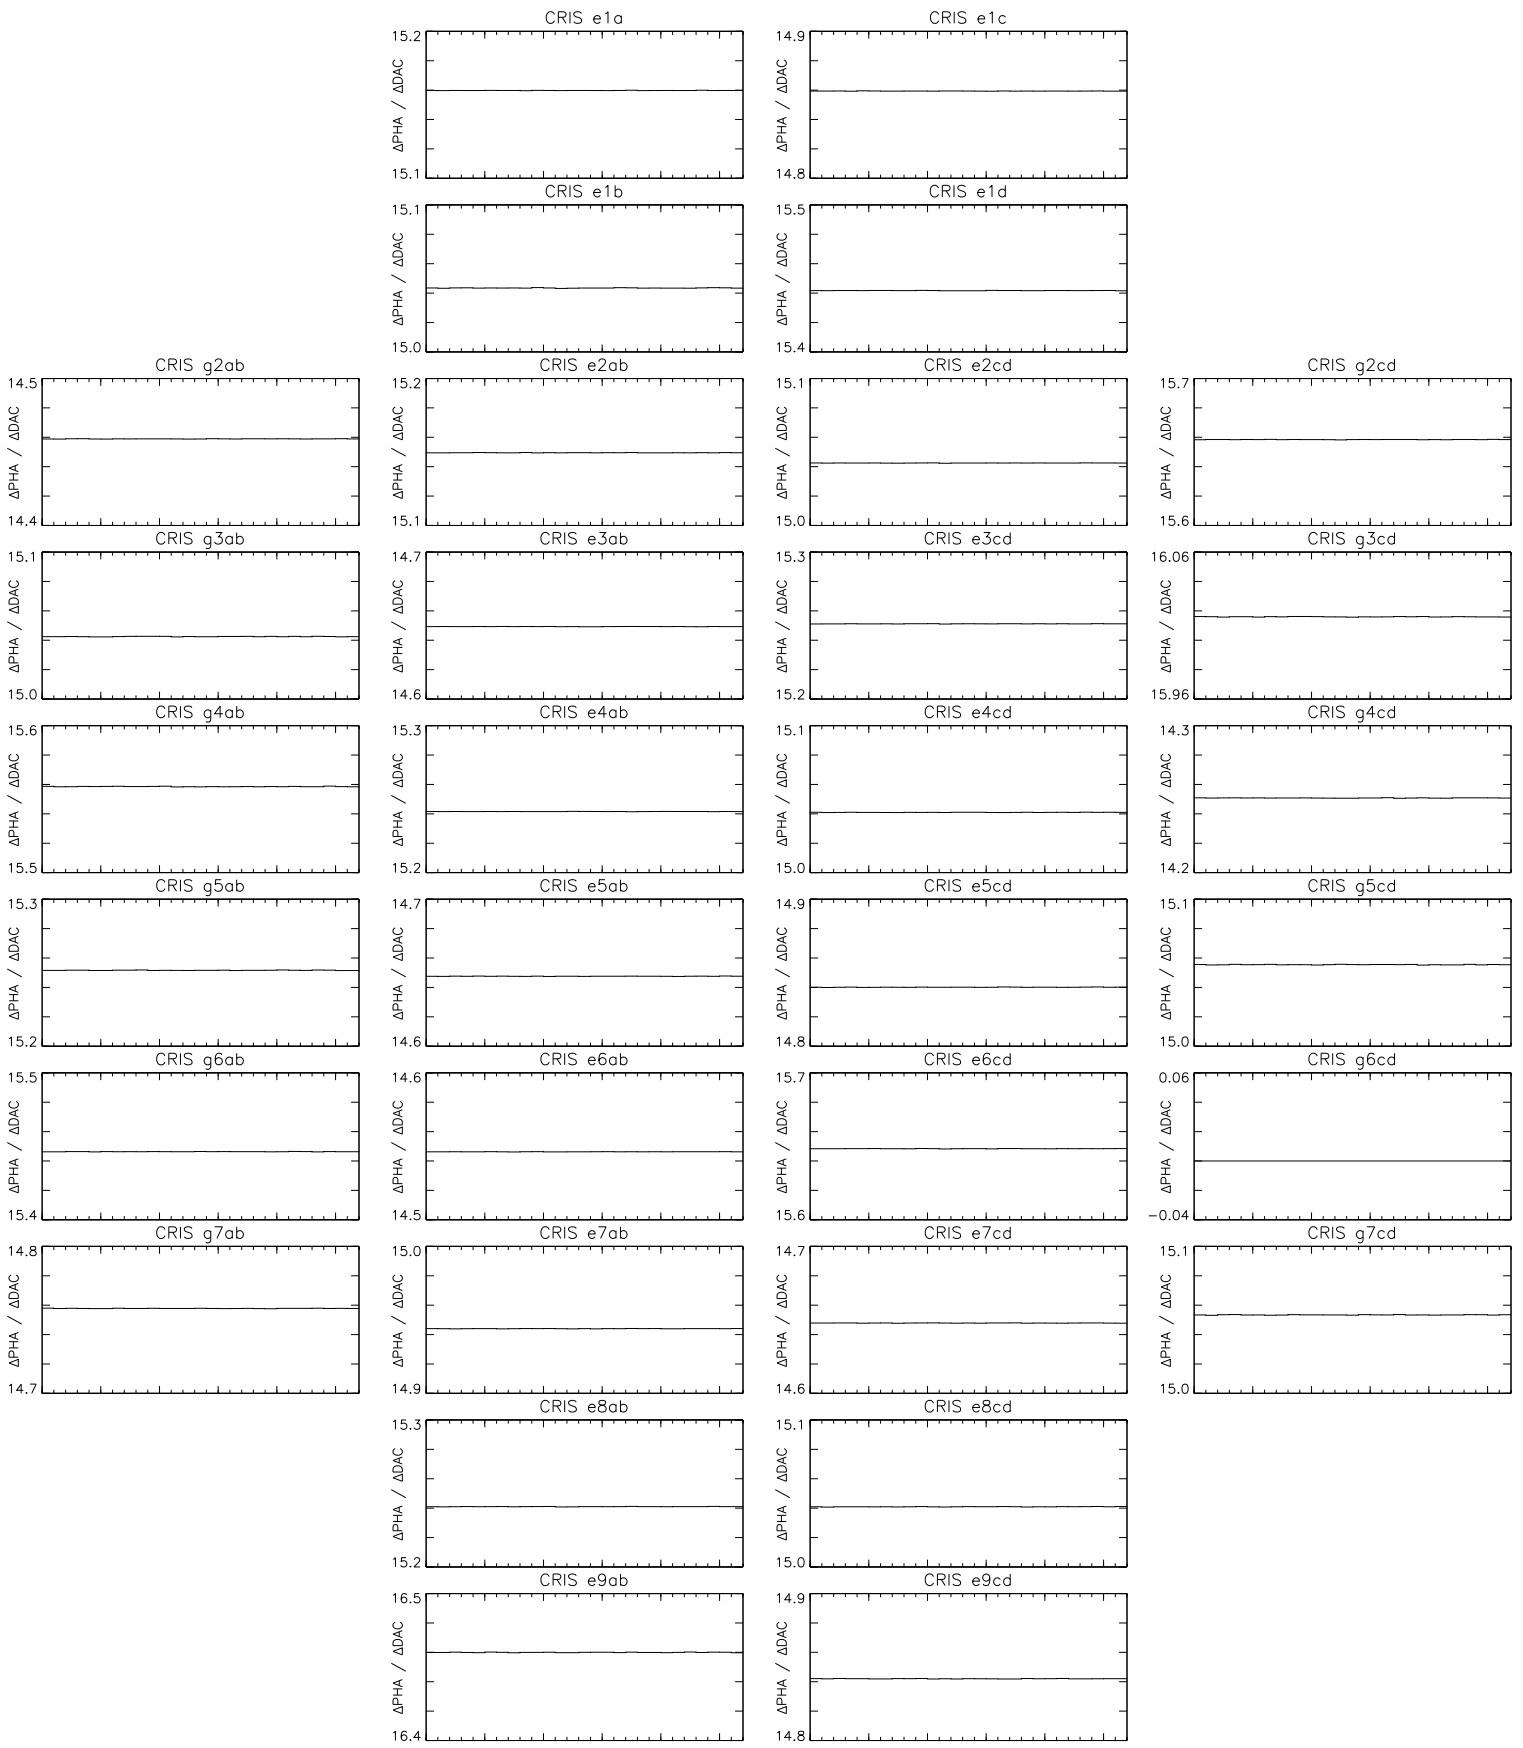 CRIS e1a
15.2
ΔPHA / ΔDAC
15.1
CRIS e1c
14.9
ΔPHA / ΔDAC
14.8
CRIS e1b
15.1
ΔPHA / ΔDAC
15.0
CRIS e1d
15.5
ΔPHA / ΔDAC
15.4
CRIS g2ab
14.5
ΔPHA / ΔDAC
14.4
CRIS e2ab
15.2
ΔPHA / ΔDAC
15.1
CRIS e2cd
15.1
ΔPHA / ΔDAC
15.0
CRIS g2cd
15.7
ΔPHA / ΔDAC
15.6
CRIS g3ab
15.1
ΔPHA / ΔDAC
15.0
CRIS e3ab
14.7
ΔPHA / ΔDAC
14.6
CRIS e3cd
15.3
ΔPHA / ΔDAC
15.2
CRIS g3cd
16.06
ΔPHA / ΔDAC
15.96
CRIS g4ab
15.6
ΔPHA / ΔDAC
15.5
CRIS e4ab
15.3
ΔPHA / ΔDAC
15.2
CRIS e4cd
15.1
ΔPHA / ΔDAC
15.0
CRIS g4cd
14.3
ΔPHA / ΔDAC
14.2
CRIS g5ab
15.3
ΔPHA / ΔDAC
15.2
CRIS e5ab
14.7
ΔPHA / ΔDAC
14.6
CRIS e5cd
14.9
ΔPHA / ΔDAC
14.8
CRIS g5cd
15.1
ΔPHA / ΔDAC
15.0
CRIS g6ab
15.5
ΔPHA / ΔDAC
15.4
CRIS e6ab
14.6
ΔPHA / ΔDAC
14.5
CRIS e6cd
15.7
ΔPHA / ΔDAC
15.6
CRIS g6cd
0.06
ΔPHA / ΔDAC
−0.04
CRIS g7ab
14.8
ΔPHA / ΔDAC
14.7
CRIS e7ab
15.0
ΔPHA / ΔDAC
14.9
CRIS e7cd
14.7
ΔPHA / ΔDAC
14.6
CRIS g7cd
15.1
ΔPHA / ΔDAC
15.0
CRIS e8ab
15.3
ΔPHA / ΔDAC
15.2
CRIS e8cd
15.1
ΔPHA / ΔDAC
15.0
CRIS e9ab
16.5
ΔPHA / ΔDAC
16.4
CRIS e9cd
14.9
ΔPHA / ΔDAC
14.8